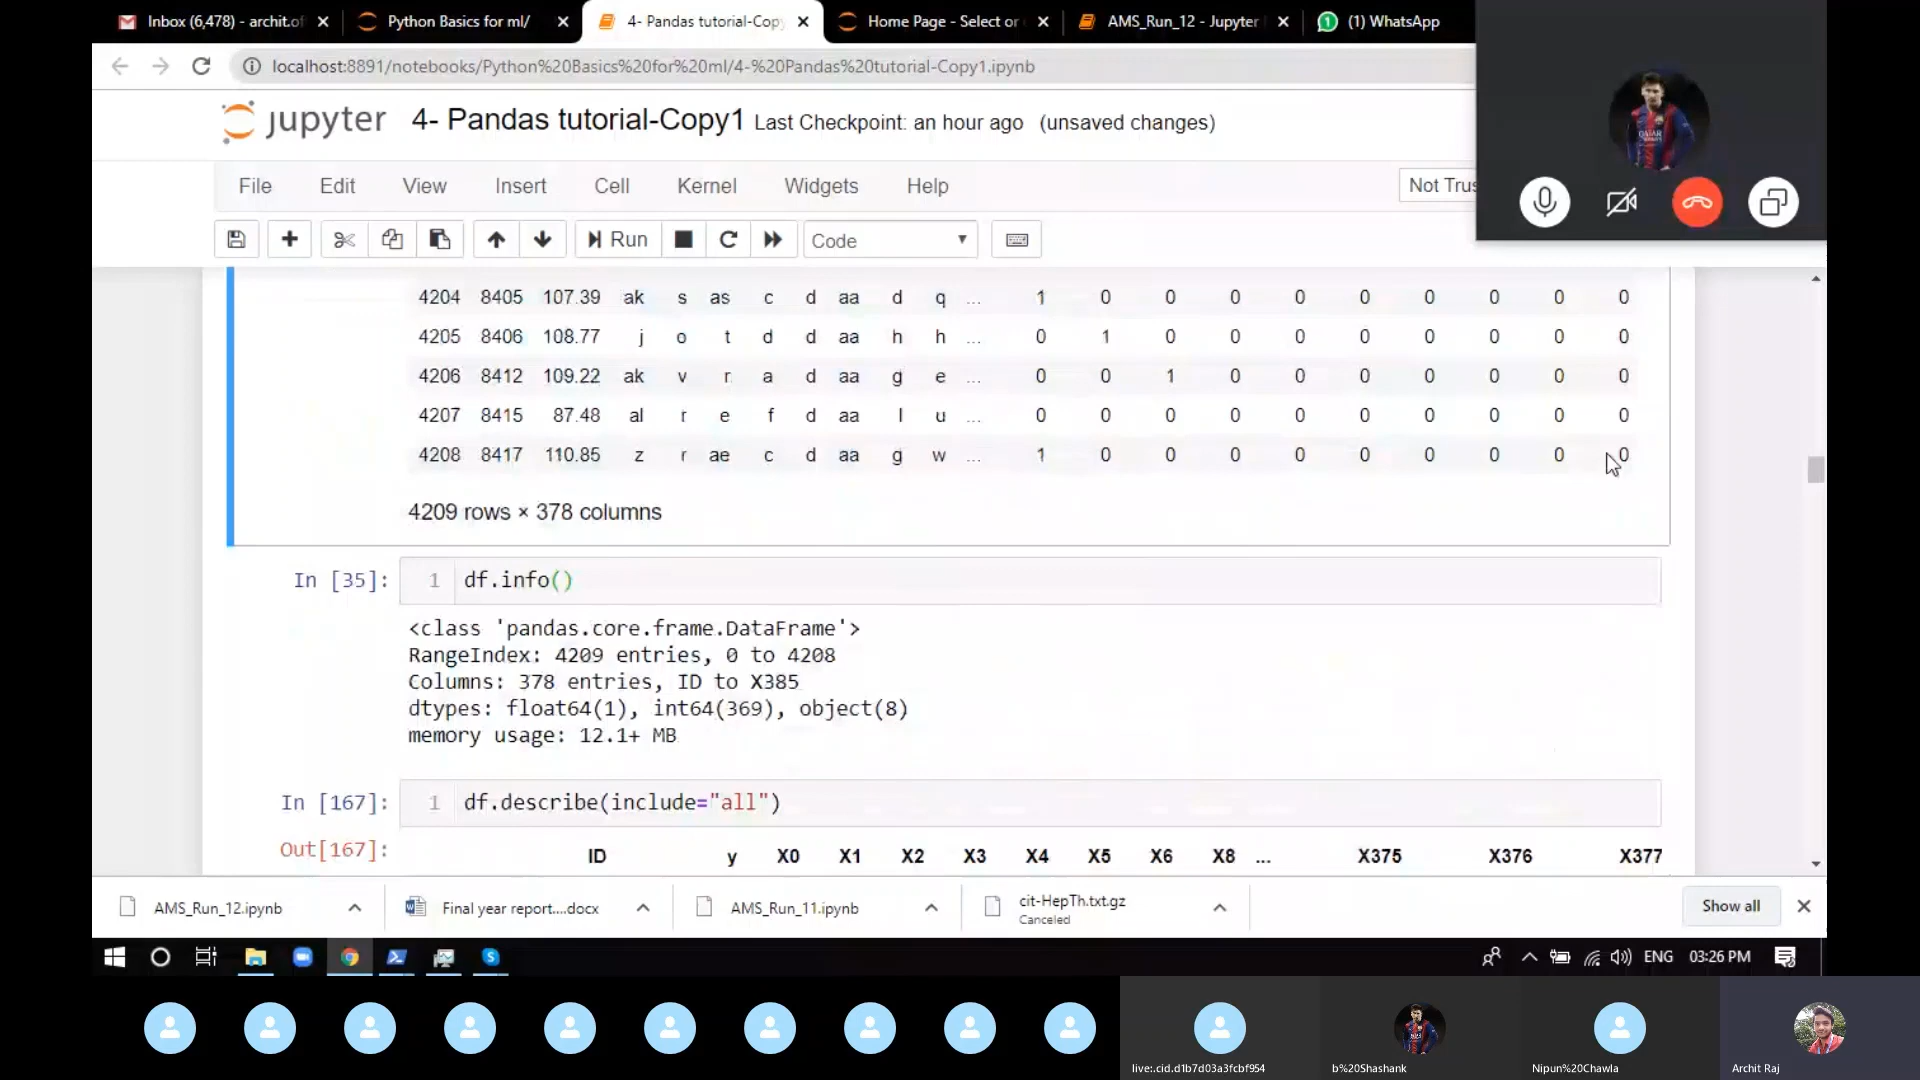 Inbox (6,478) - archit.of
Python Basics for ml/
4- Pandas tutorial-Copy
Home Page - Select or
AMS_Run_12 - Jupyter
(1) WhatsApp
localhost:8891/notebooks/Python%20Basics%20for%20ml/4-%20Pandas%20tutorial-Copy1.ipynb
jupyter 4- Pandas tutorial-Copy1 Last Checkpoint: an hour ago (unsaved changes)
File Edit View Insert Cell Kernel Widgets Help Not Trus
Run Code
4204 8405 107.39 ak s as c d aa d q ... 1 0 0 0 0 0 0 0 0 0
4205 8406 108.77 j o t d d aa h h ... 0 1 0 0 0 0 0 0 0 0
4206 8412 109.22 ak v r a d aa g e ... 0 0 1 0 0 0 0 0 0 0
4207 8415 87.48 al r e f d aa l u ... 0 0 0 0 0 0 0 0 0 0
4208 8417 110.85 z r ae c d aa g w ... 1 0 0 0 0 0 0 0 0 0
4209 rows × 378 columns
In [35]: 1 df.info()
<class 'pandas.core.frame.DataFrame'>
RangeIndex: 4209 entries, 0 to 4208
Columns: 378 entries, ID to X385
dtypes: float64(1), int64(369), object(8)
memory usage: 12.1+ MB
In [167]: 1 df.describe(include="all")
Out[167]: ID y X0 X1 X2 X3 X4 X5 X6 X8 ... X375 X376 X377
AMS_Run_12.ipynb
Final year report....docx
AMS_Run_11.ipynb
cit-HepTh.txt.gz
Canceled
Show all
ENG 03:26 PM
live:.cid.d1b7d03a3fcbf954
b%20Shashank
Nipun%20Chawla
Archit Raj